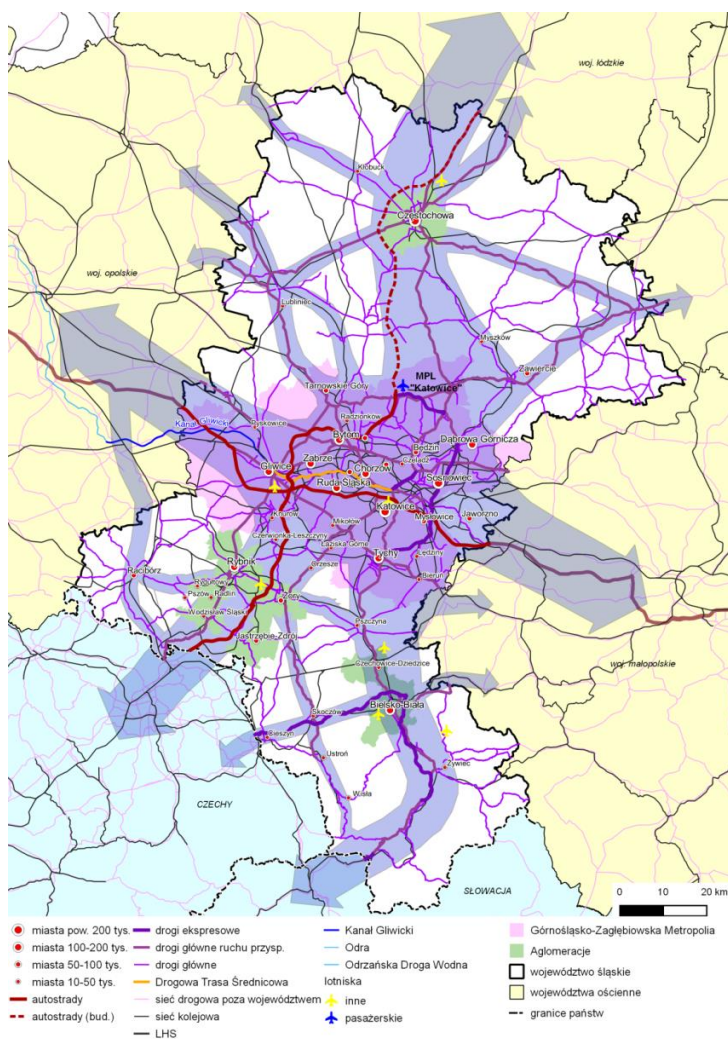 woj. łódzkie
Kłobuck
Częstochowa
woj. opolskie
Lubliniec
Myszków
MPL
"Katowice"
Zawiercie
Tarnowskie Góry
Radzionków
Kanał Gliwicki
Pyskowice
Bytom
Będzin
Dąbrowa Górnicza
Zabrze
Czeladź
Gliwice
Chorzów
Ruda Śląska
Sosnowiec
Katowice
Knurów
Mikołów
Mysłowice
Jaworzno
Czerwionka-Leszczyny
Łaziska Górne
Lędziny
Tychy
Orzesze
Bieruń
Rybnik
Racibórz
Rydułtowy
Pszów
Radlin
Żory
Wodzisław Śląski
Pszczyna
Jastrzębie-Zdrój
Czechowice-Dziedzice
woj. małopolskie
Skoczów
Bielsko-Biała
Cieszyn
Ustroń
Żywiec
Wisła
CZECHY
SŁOWACJA
0 10 20 km
miasta pow. 200 tys.
miasta 100-200 tys.
miasta 50-100 tys.
miasta 10-50 tys.
autostrady
autostrady (bud.)
drogi ekspresowe
drogi główne ruchu przysp.
drogi główne
Drogowa Trasa Średnicowa
sieć drogowa poza województwem
sieć kolejowa
LHS
Kanał Gliwicki
Odra
Odrzańska Droga Wodna
lotniska
inne
pasażerskie
Górnośląsko-Zagłębiowska Metropolia
Aglomeracje
województwo śląskie
województwa ościenne
granice państw